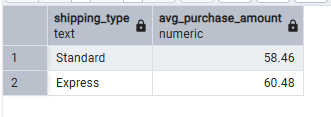 shipping_type avg_purchase_amount
text numeric
1 Standard 58.46
2 Express 60.48